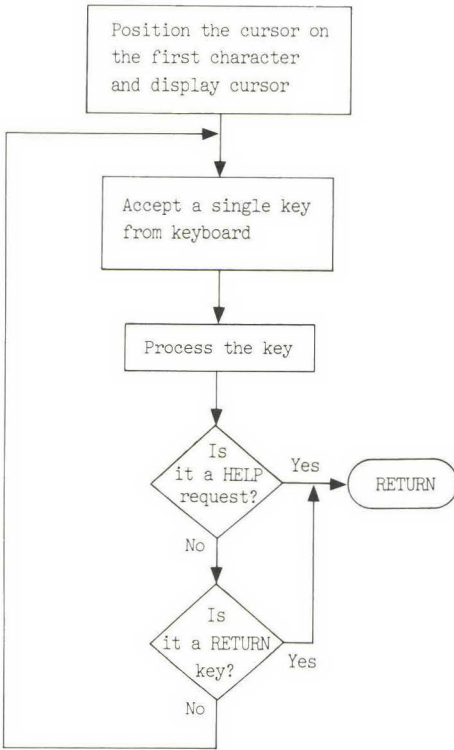 Position the cursor on
the first character
and display cursor
Accept a single key
from keyboard
Process the key
Is
it a HELP
request?
Yes
RETURN
No
Is
it a RETURN
key?
Yes
No